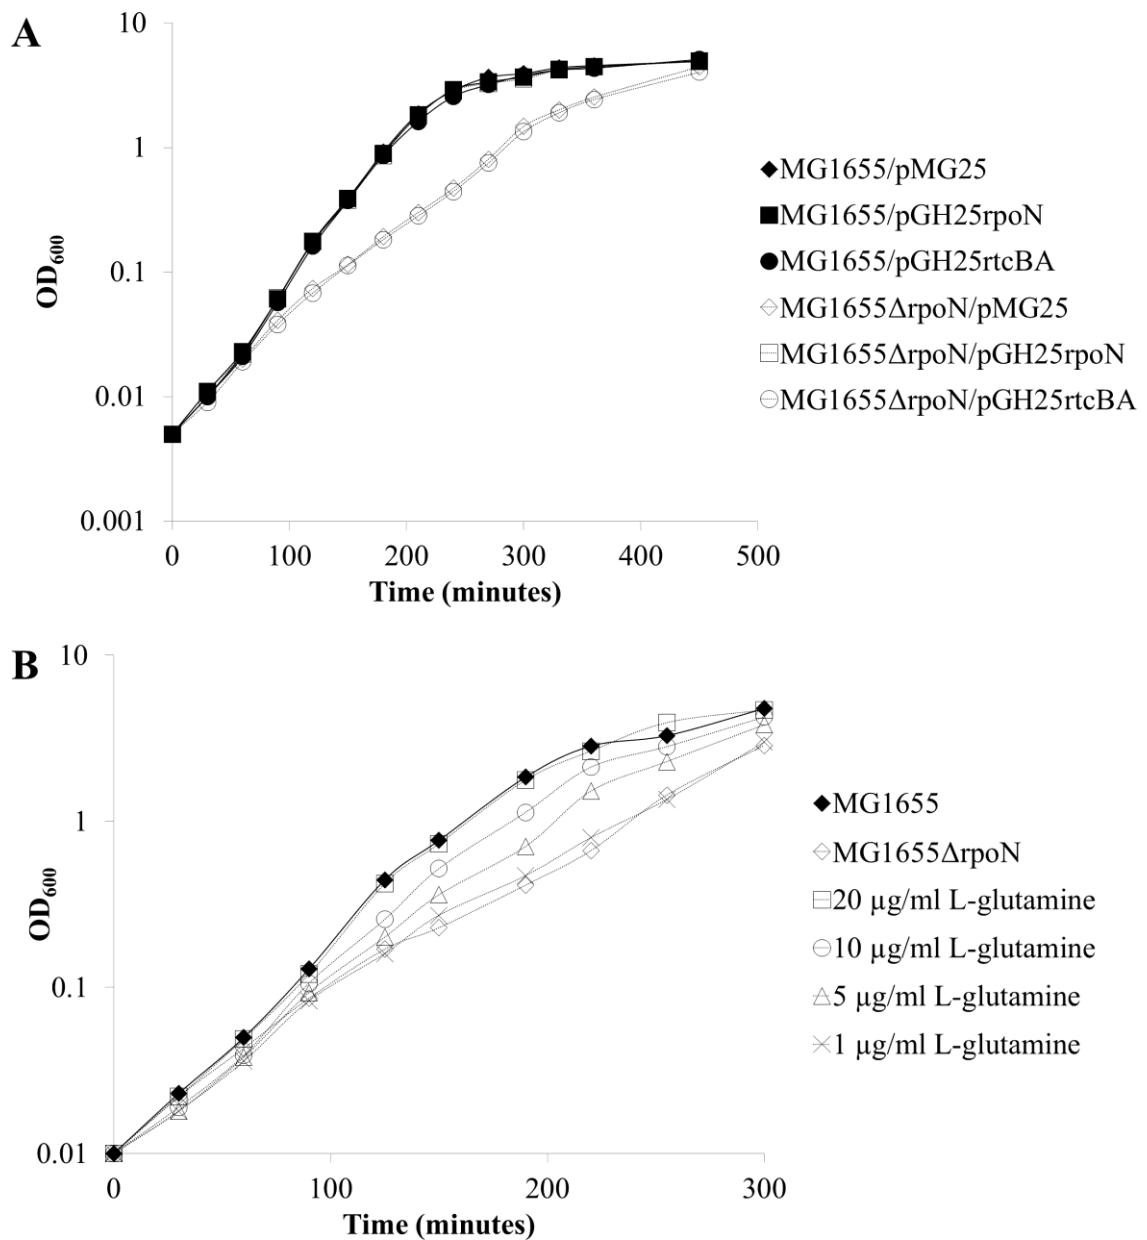 A
10
1
0.1
0.01
0.001
OD600
0 100 200 300 400 500
Time (minutes)
MG1655/pMG25
MG1655/pGH25rpoN
MG1655/pGH25rtcBA
MG1655ΔrpoN/pMG25
MG1655ΔrpoN/pGH25rpoN
MG1655ΔrpoN/pGH25rtcBA
B
10
1
0.1
0.01
OD600
0 100 200 300
Time (minutes)
MG1655
MG1655ΔrpoN
20 µg/ml L-glutamine
10 µg/ml L-glutamine
5 µg/ml L-glutamine
1 µg/ml L-glutamine